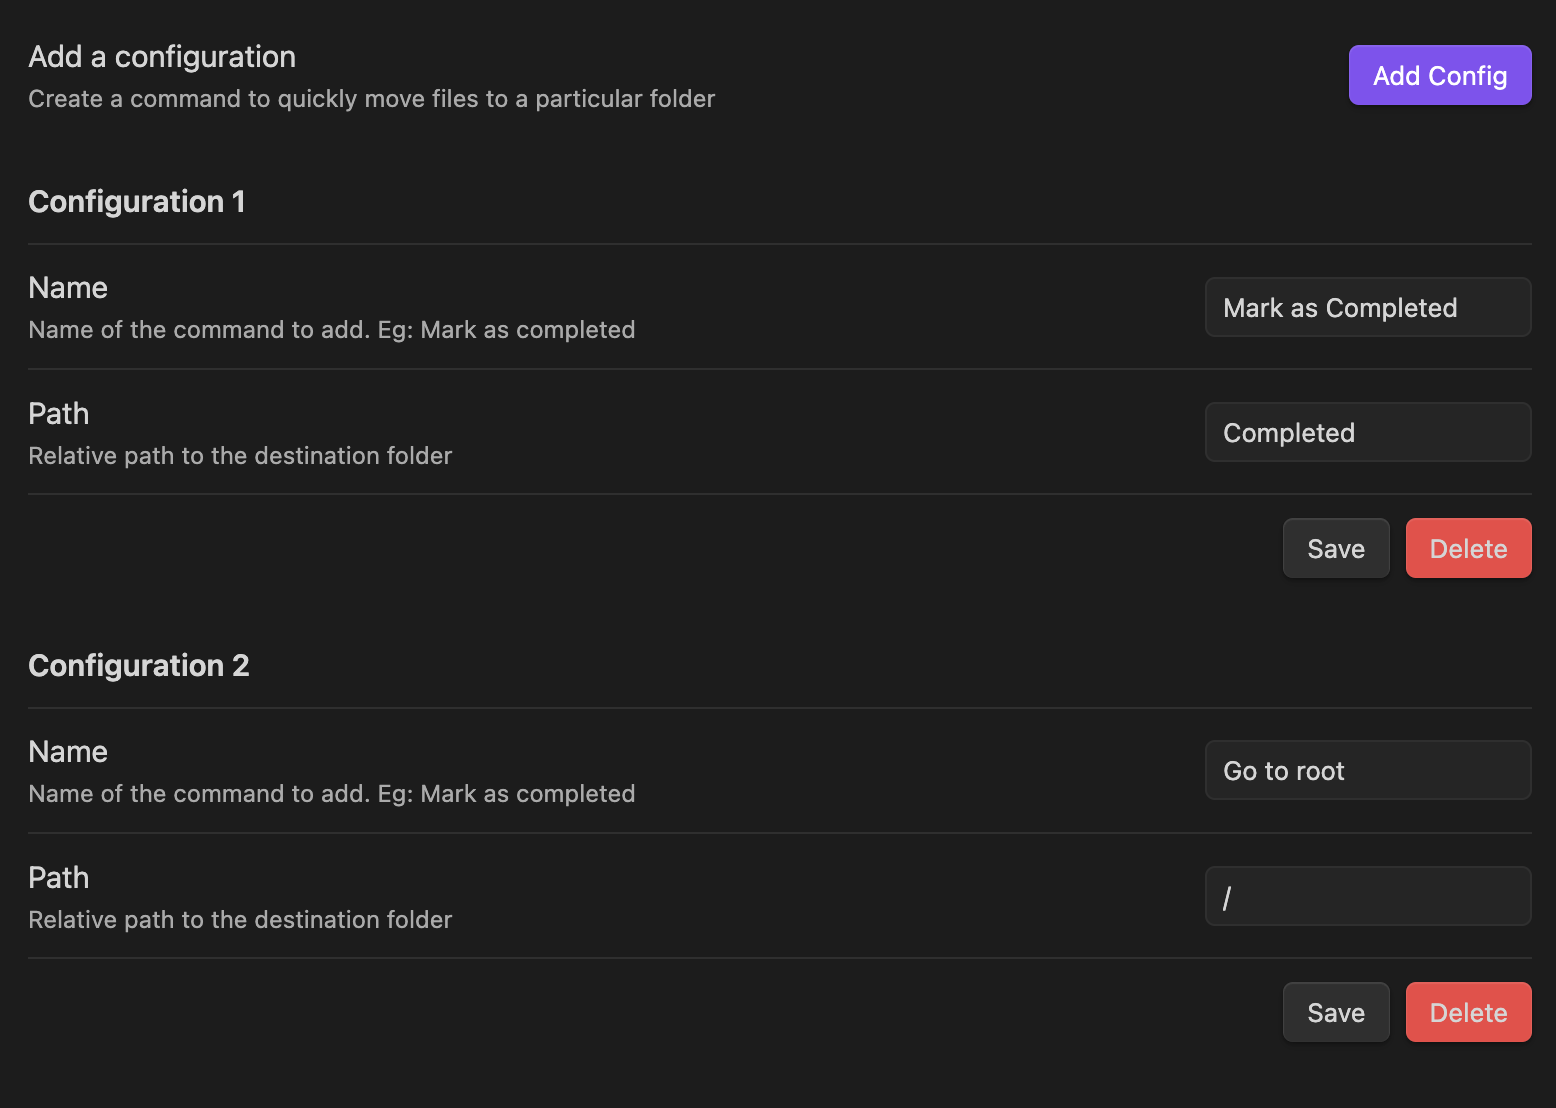 Add a configuration
Create a command to quickly move files to a particular folder
Add Config
Configuration 1
Name
Name of the command to add. Eg: Mark as completed
Mark as Completed
Path
Relative path to the destination folder
Completed
Save
Delete
Configuration 2
Name
Name of the command to add. Eg: Mark as completed
Go to root
Path
Relative path to the destination folder
/
Save
Delete